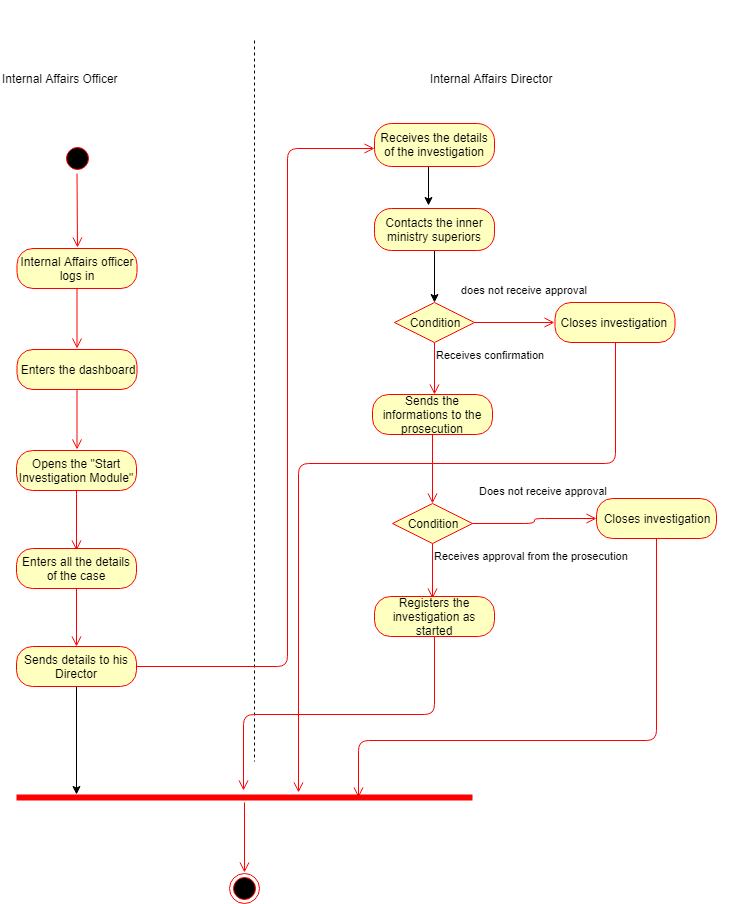 Internal Affairs Officer
Internal Affairs Director
Internal Affairs officer
logs in
Enters the dashboard
Opens the "Start
Investigation Module"
Enters all the details
of the case
Sends details to his
Director
Receives the details
of the investigation
Contacts the inner
ministry superiors
does not receive approval
Condition
Closes investigation
Receives confirmation
Sends the
informations to the
prosecution
Does not receive approval
Condition
Closes investigation
Receives approval from the prosecution
Registers the
investigation as
started